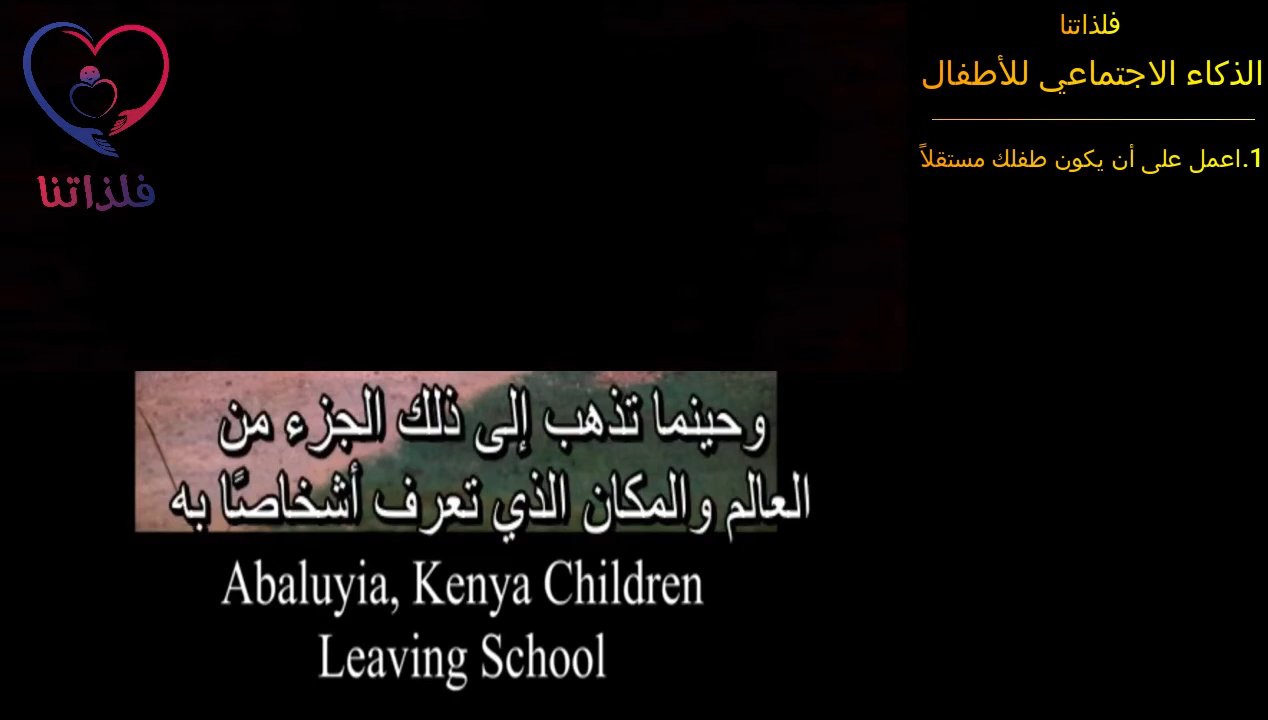 فلذاتنا
فلذاتنا
الذكاء الاجتماعي للأطفال
1.اعمل على أن يكون طفلك مستقلاً
وحينما تذهب إلى ذلك الجزء من
العالم والمكان الذي تعرف أشخاصًا به
Abaluyia, Kenya Children
Leaving School